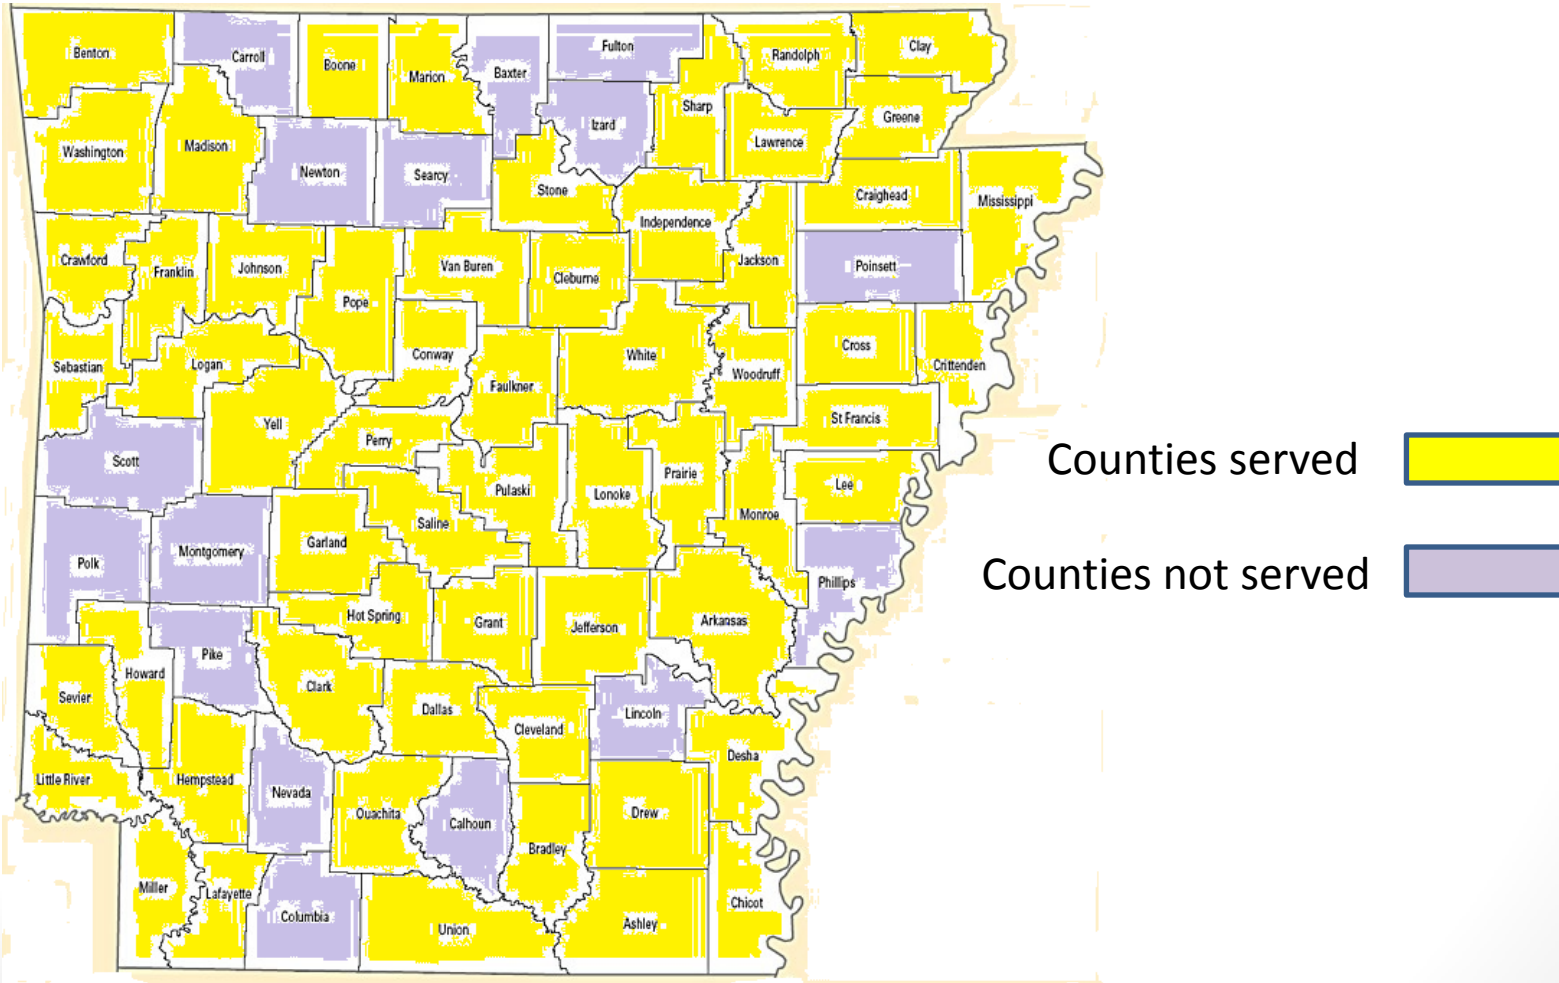 Benton
Carroll
Boone
Marion
Baxter
Fulton
Randolph
Clay
Sharp
Izard
Greene
Lawrence
Washington
Madison
Newton
Searcy
Stone
Craighead
Mississippi
Independence
Crawford
Franklin
Johnson
Pope
Van Buren
Cleburne
Jackson
Poinsett
Sebastian
Logan
Conway
Faulkner
White
Woodruff
Cross
Crittenden
St Francis
Yell
Perry
Scott
Pulaski
Lonoke
Prairie
Monroe
Lee
Counties served
Saline
Garland
Montgomery
Polk
Phillips
Counties not served
Hot Spring
Grant
Jefferson
Arkansas
Pike
Howard
Sevier
Clark
Dallas
Cleveland
Lincoln
Desha
Little River
Hempstead
Nevada
Ouachita
Calhoun
Drew
Bradley
Miller
Lafayette
Columbia
Union
Ashley
Chicot